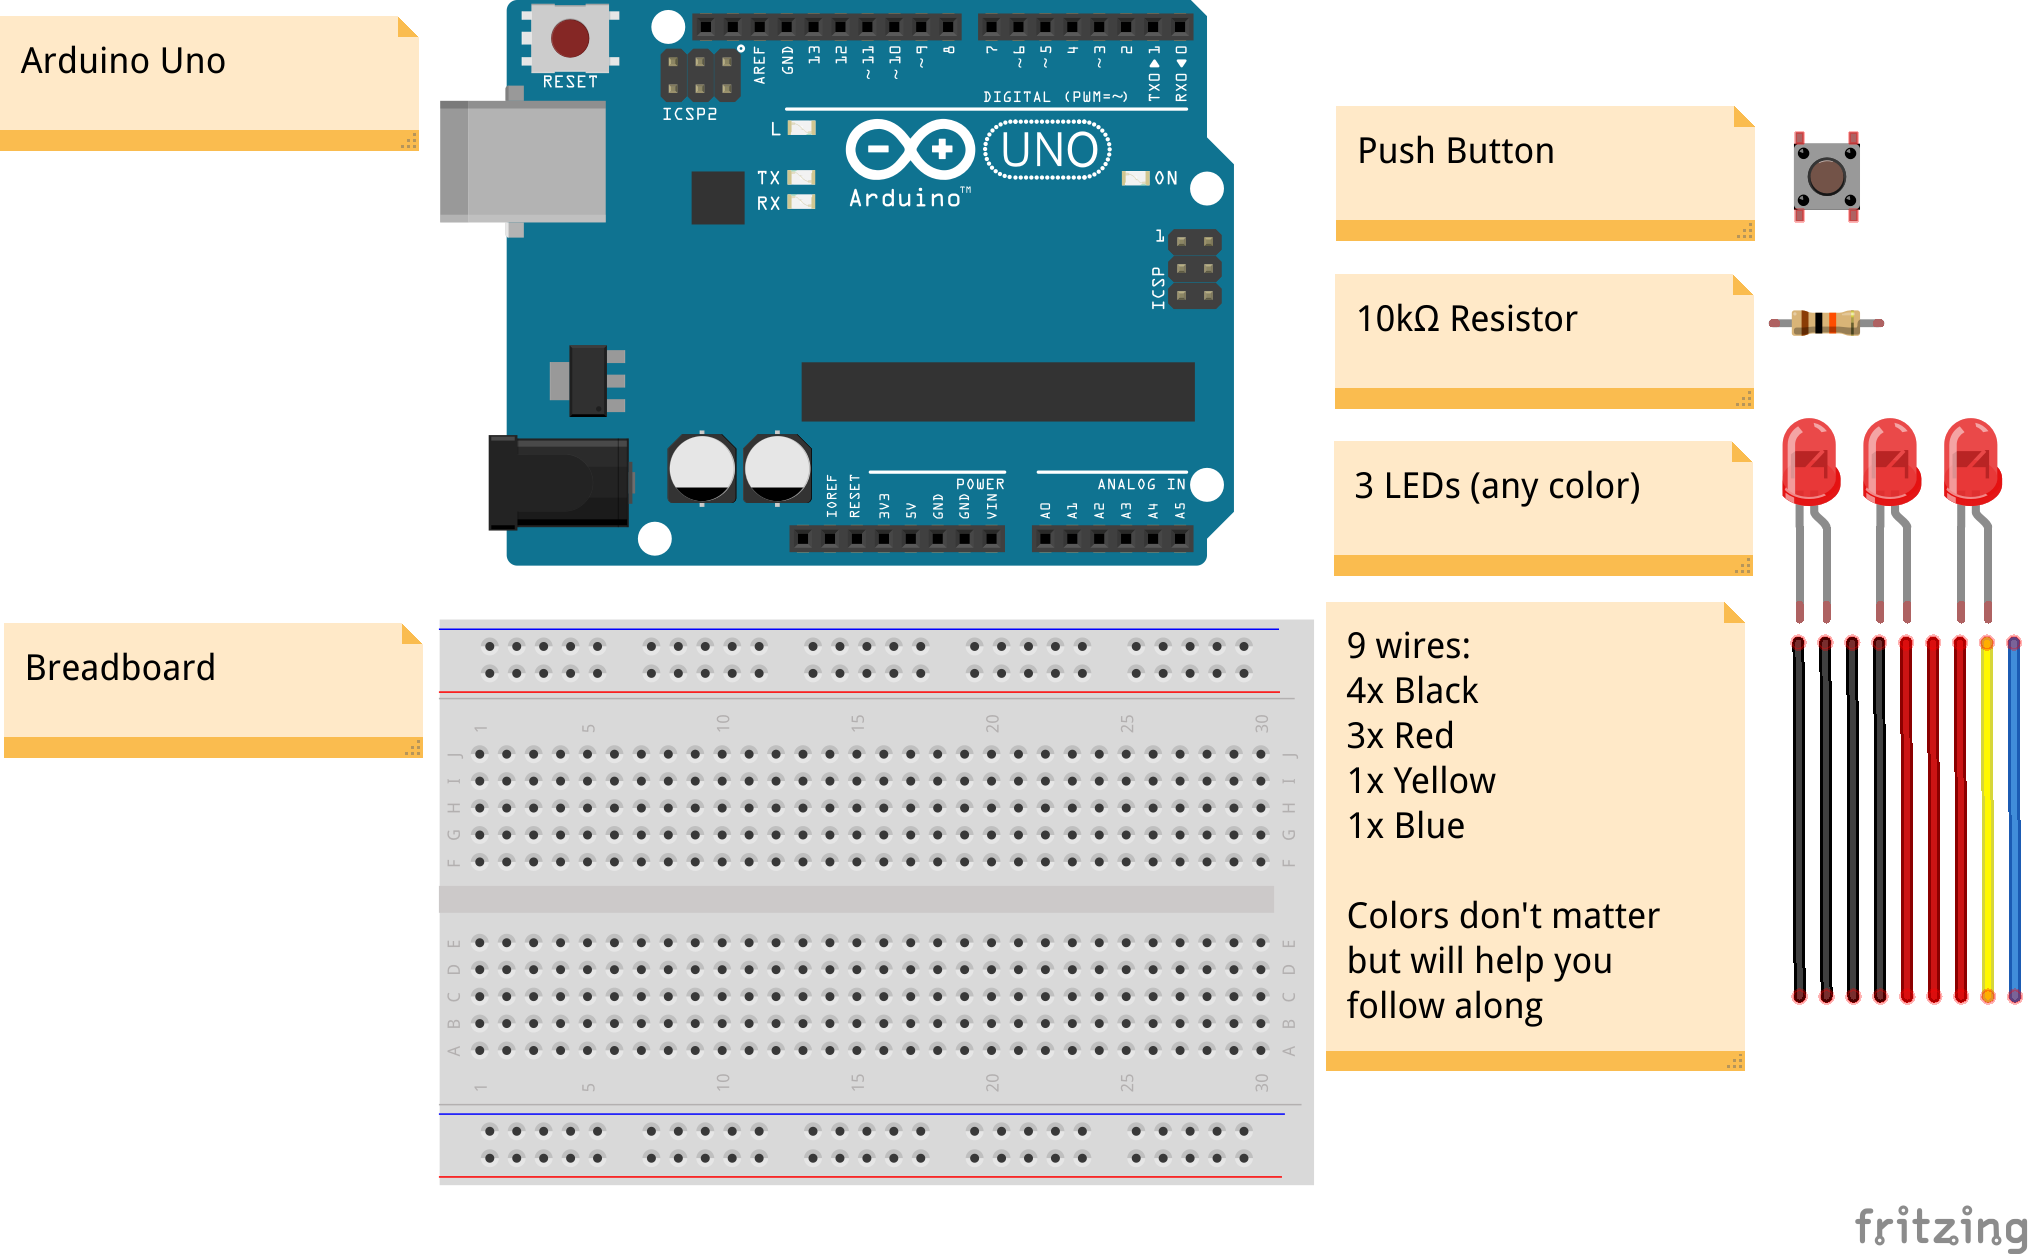 Arduino Uno
RESET
ICSP2
AREF
GND
13
12
~11
~10
~9
8
7
~6
~5
4
~3
2
TX0▶1
RX0◀0
DIGITAL (PWM=~)
L
TX
RX
Arduino™
UNO
ON
1
ICSP
IOREF
RESET
3V3
5V
GND
GND
VIN
POWER
ANALOG IN
A0
A1
A2
A3
A4
A5
Push Button
10kΩ Resistor
3 LEDs (any color)
9 wires:
4x Black
3x Red
1x Yellow
1x Blue
Colors don't matter
but will help you
follow along
Breadboard
1 5 10 15 20 25 30
J J
I I
H H
G G
F F
E E
D D
C C
B B
A A
1 5 10 15 20 25 30
fritzing